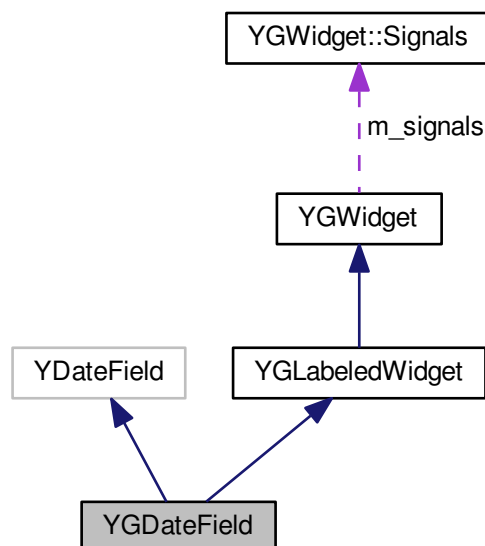 YGWidget::Signals
m_signals
YGWidget
YDateField
YGLabeledWidget
YGDateField